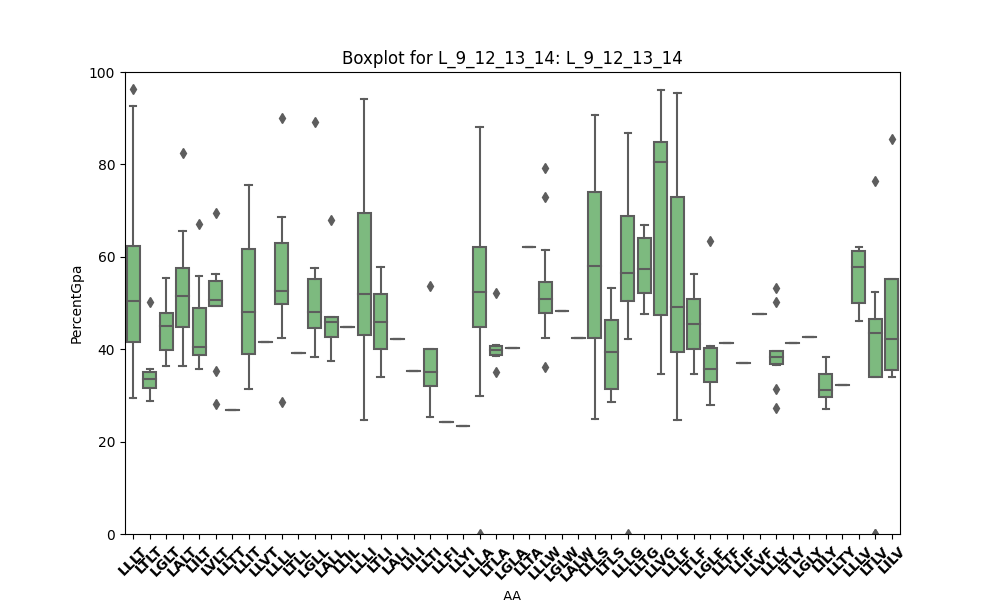 Boxplot for L_9_12_13_14: L_9_12_13_14
PercentGpa
100
80
60
40
20
0
LLLT
LTLT
LGLT
LALT
LILT
LVLT
LLTT
LLIT
LLVT
LLLL
LTLL
LGLL
LALL
LILL
LLLI
LTLI
LALI
LILI
LLTI
LLFI
LLYI
LLLA
LTLA
LGLA
LLTA
LLLW
LGLW
LALW
LLLS
LTLS
LLLG
LLTG
LLVG
LLLF
LTLF
LGLF
LLTF
LLIF
LLVF
LLLY
LTLY
LGLY
LILY
LLTY
LLLV
LTLV
LILV
AA